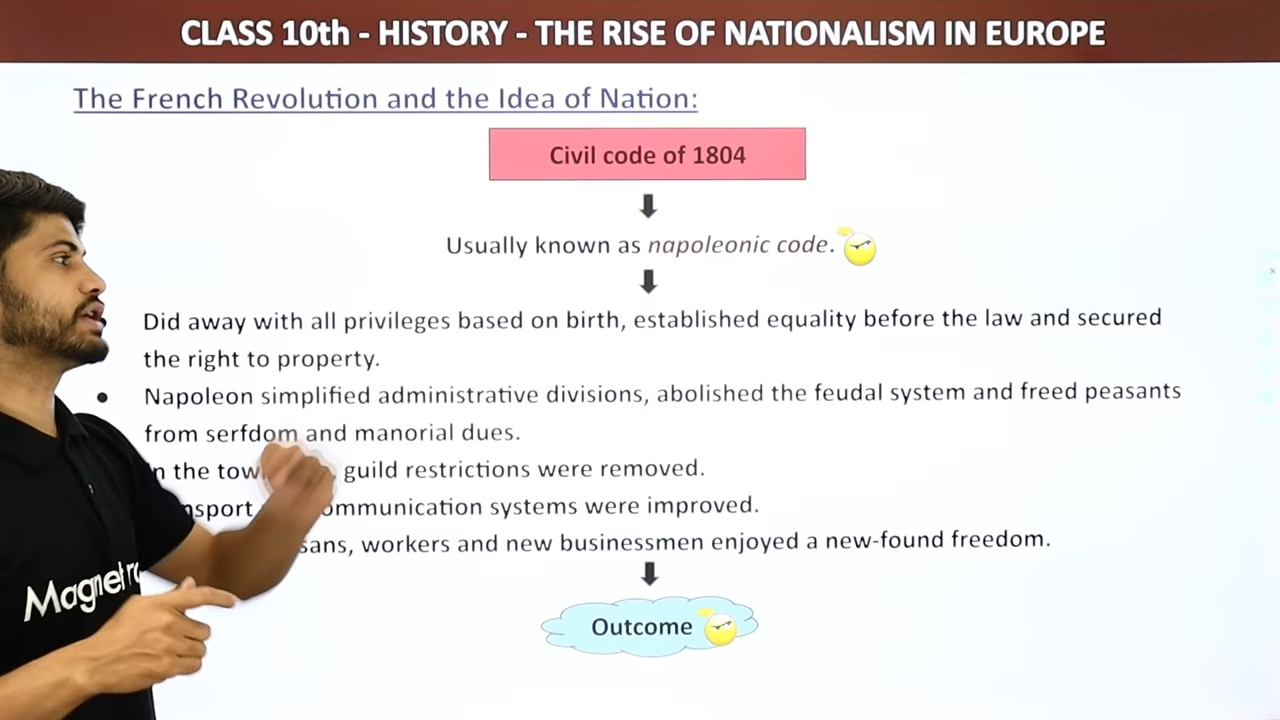 CLASS 10th - HISTORY - THE RISE OF NATIONALISM IN EUROPE
The French Revolution and the Idea of Nation:
Civil code of 1804
Usually known as napoleonic code.
Did away with all privileges based on birth, established equality before the law and secured
the right to property.
• Napoleon simplified administrative divisions, abolished the feudal system and freed peasants
from serfdom and manorial dues.
the guild restrictions were removed.
systems were improved.
workers and new businessmen enjoyed a new-found freedom.
Outcome